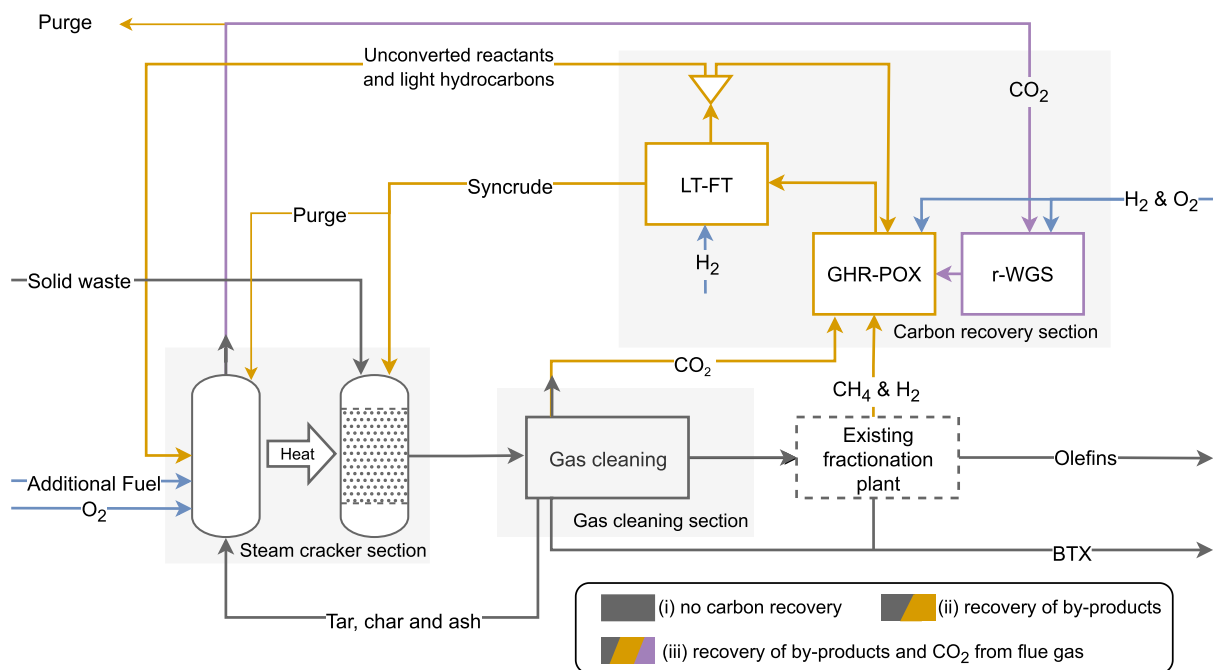 Purge
Unconverted reactants
and light hydrocarbons
CO2
LT-FT
Syncrude
H2 & O2
Purge
H2
Solid waste
GHR-POX
r-WGS
Carbon recovery section
CO2
CH4 & H2
Heat
Gas cleaning
Existing
fractionation
plant
Olefins
Additional Fuel
O2
Gas cleaning section
Steam cracker section
BTX
Tar, char and ash
(i) no carbon recovery
(ii) recovery of by-products
(iii) recovery of by-products and CO2 from flue gas